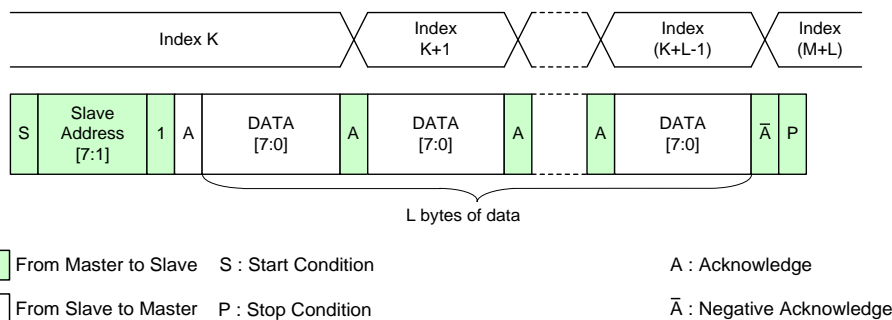 Index K
Index
K+1
Index
(K+L-1)
Index
(M+L)
S
Slave
Address
[7:1]
1
A
DATA
[7:0]
A
DATA
[7:0]
A
A
DATA
[7:0]
Ā
P
L bytes of data
From Master to Slave
S : Start Condition
A : Acknowledge
From Slave to Master
P : Stop Condition
Ā : Negative Acknowledge